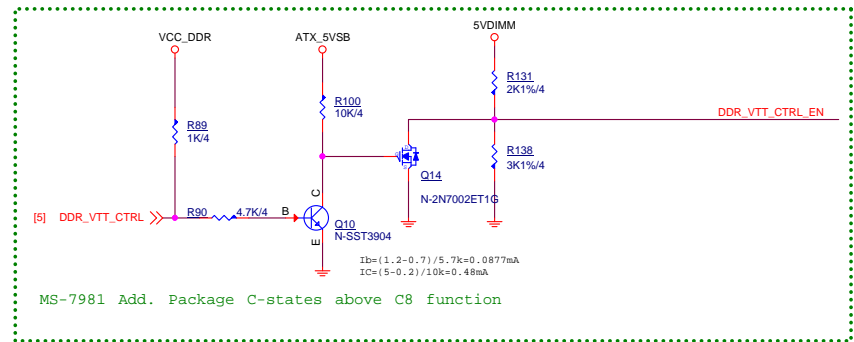 VCC_DDR
ATX_5VSB
5VDIMM
R131
2K1%/4
R100
10K/4
DDR_VTT_CTRL_EN
R89
1K/4
R138
3K1%/4
Q14
N-2N7002ET1G
C
[5] DDR_VTT_CTRL
R90
4.7K/4
B
Q10
N-SST3904
E
Ib=(1.2-0.7)/5.7k=0.0877mA
IC=(5-0.2)/10k=0.48mA
MS-7981 Add. Package C-states above C8 function